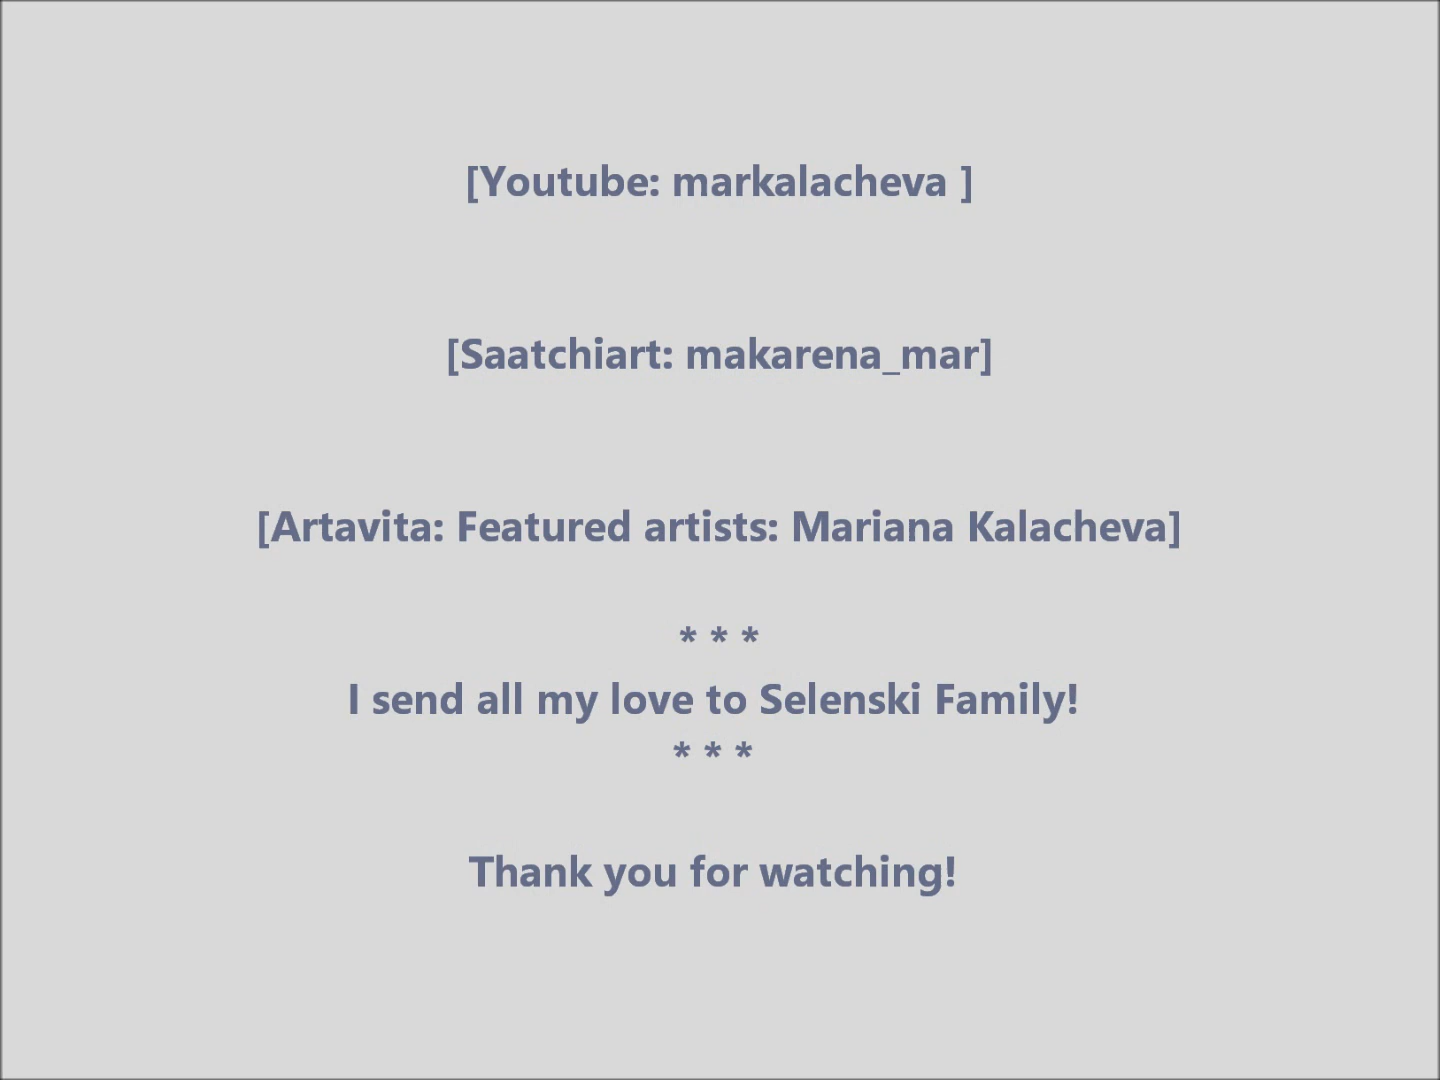 [Youtube: markalacheva ]
[Saatchiart: makarena_mar]
[Artavita: Featured artists: Mariana Kalacheva]
* * *
I send all my love to Selenski Family!
* * *
Thank you for watching!